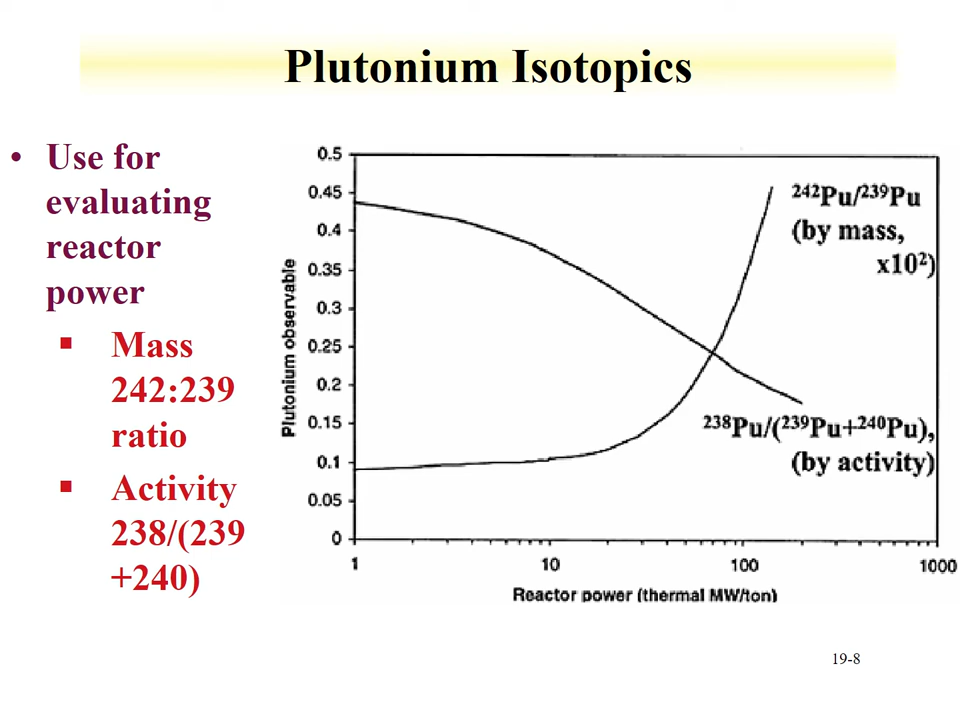 Plutonium Isotopics
• Use for
evaluating
reactor
power
▪ Mass
242:239
ratio
▪ Activity
238/(239
+240)
0.5
0.45
0.4
0.35
0.3
0.25
0.2
0.15
0.1
0.05
0
Plutonium observable
1
10
100
1000
Reactor power (thermal MW/ton)
²⁴²Pu/²³⁹Pu
(by mass,
x10²)
²³⁸Pu/(²³⁹Pu+²⁴⁰Pu),
(by activity)
19-8